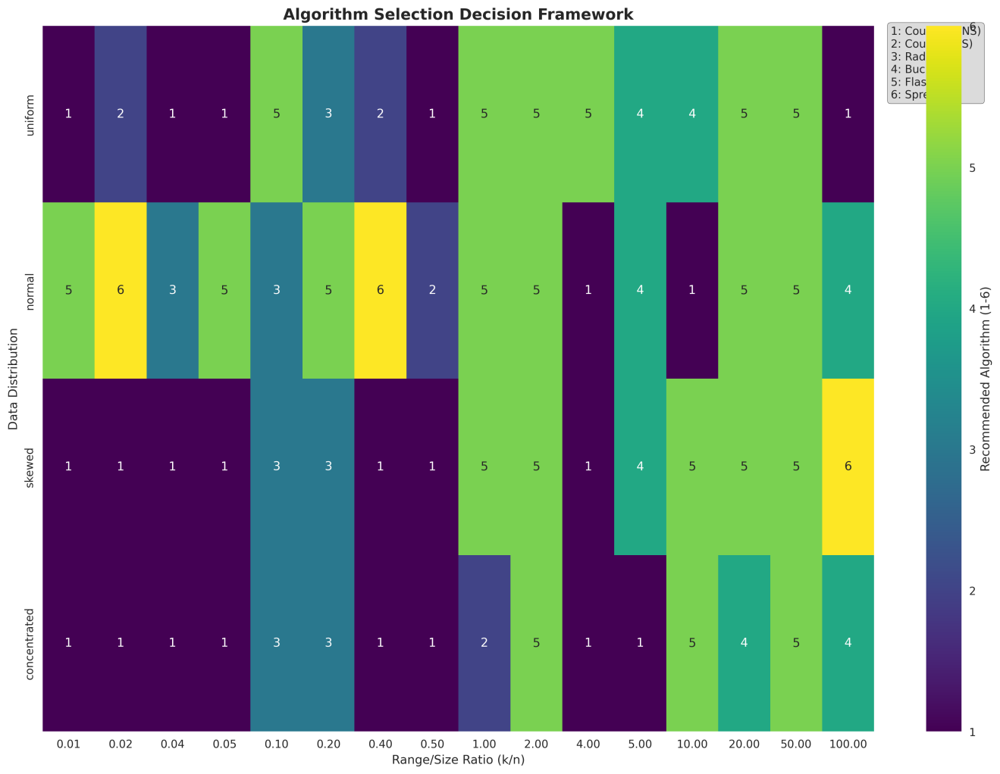 Algorithm Selection Decision Framework
1: Cou NS)
2: Cou S)
3: Rad
4: Buc
5: Flas
6: Spre
uniform 1 2 1 1 5 3 2 1 5 5 5 4 4 5 5 1
normal 5 6 3 5 3 5 6 2 5 5 1 4 1 5 5 4
skewed 1 1 1 1 3 3 1 1 5 5 1 4 5 5 5 6
concentrated 1 1 1 1 3 3 1 1 2 5 1 1 5 4 5 4
Data Distribution
0.01 0.02 0.04 0.05 0.10 0.20 0.40 0.50 1.00 2.00 4.00 5.00 10.00 20.00 50.00 100.00
Range/Size Ratio (k/n)
6
5
4
3
2
1
Recommended Algorithm (1-6)